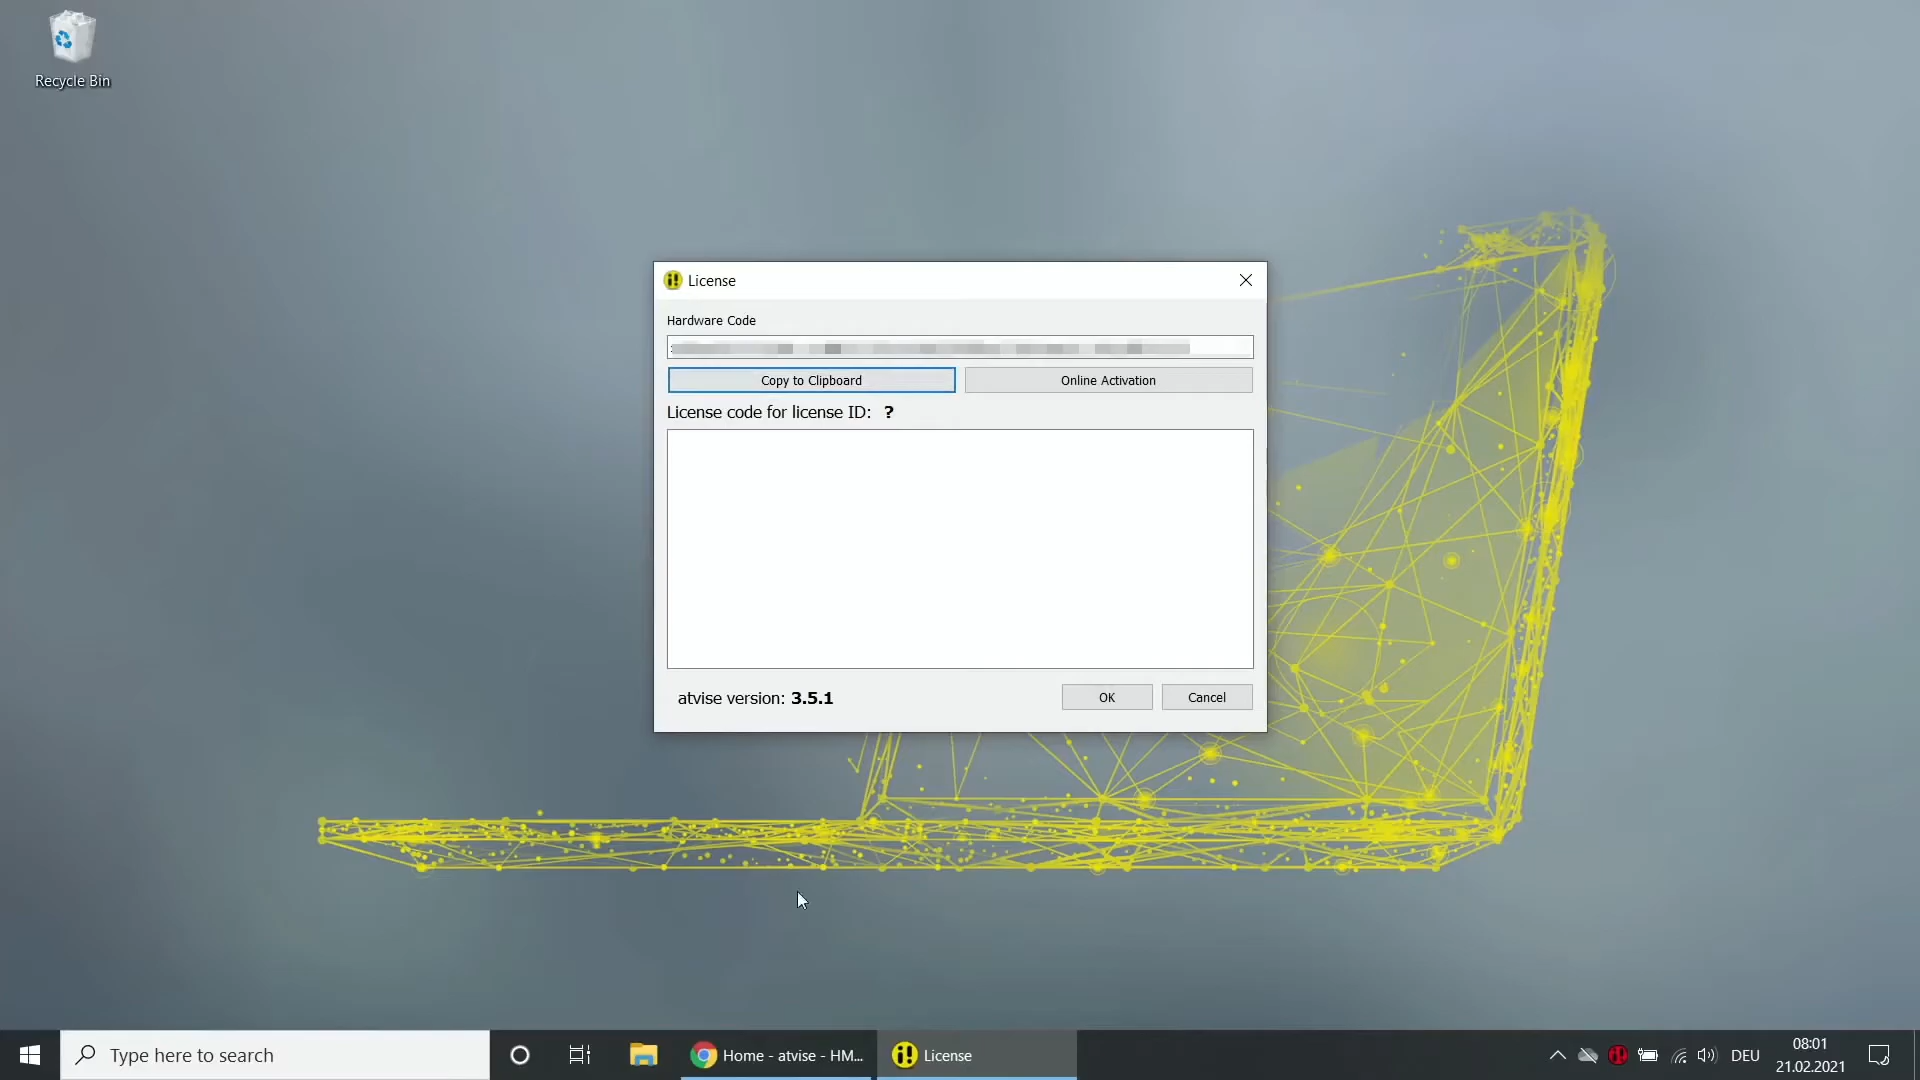 Recycle Bin
License
Hardware Code
Copy to Clipboard
Online Activation
License code for license ID: ?
atvise version: 3.5.1
OK
Cancel
Type here to search
Home - atvise - HM...
License
DEU
08:01
21.02.2021